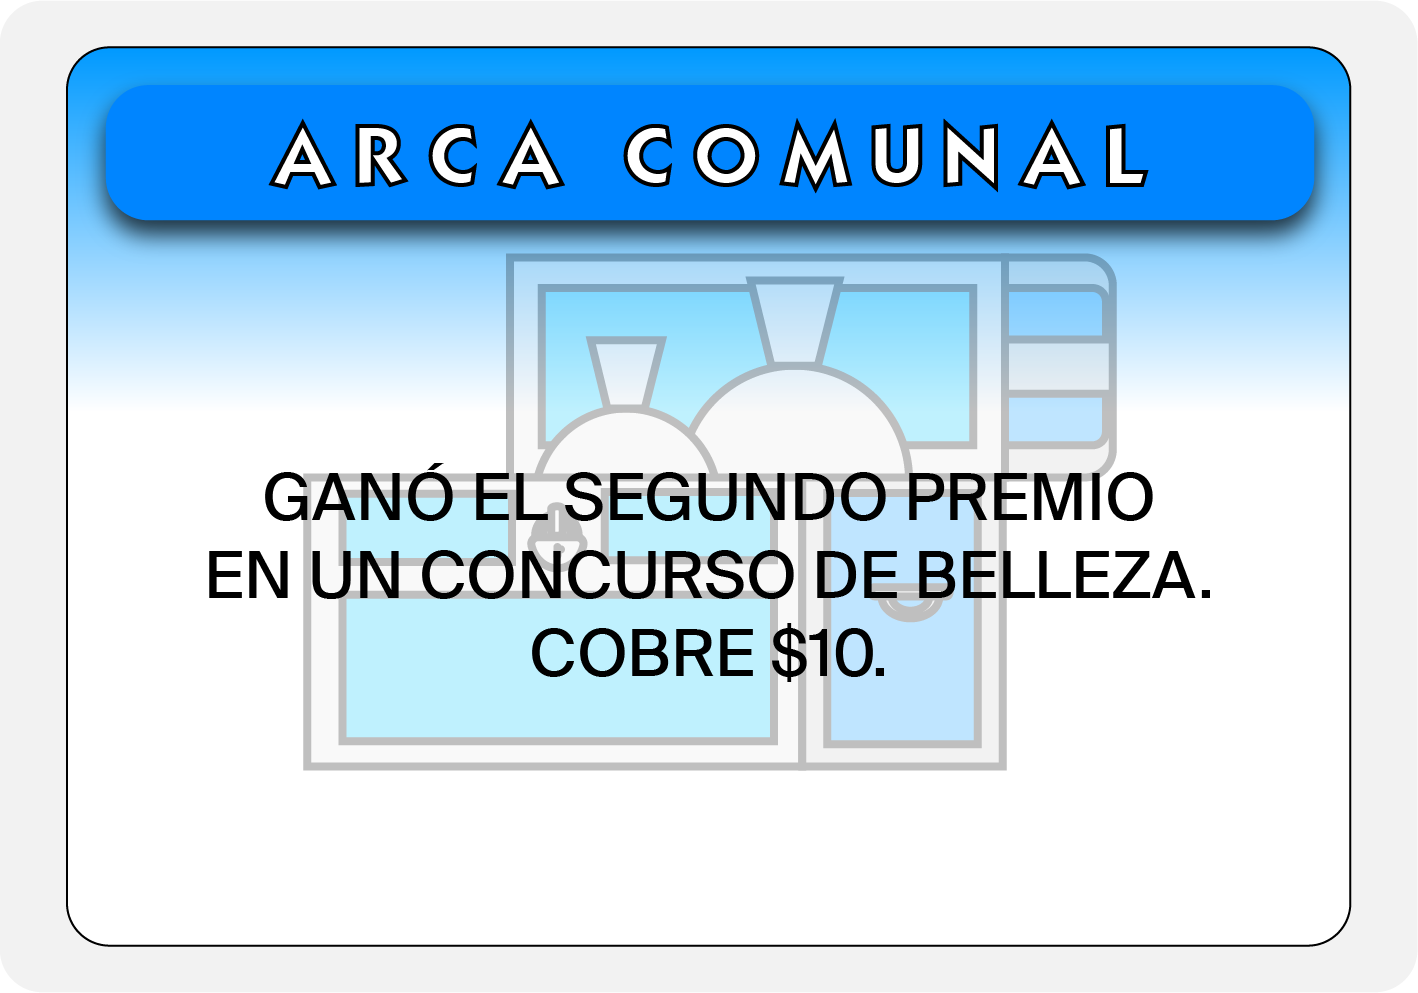 ARCA COMUNAL
GANÓ EL SEGUNDO PREMIO
EN UN CONCURSO DE BELLEZA.
COBRE $10.